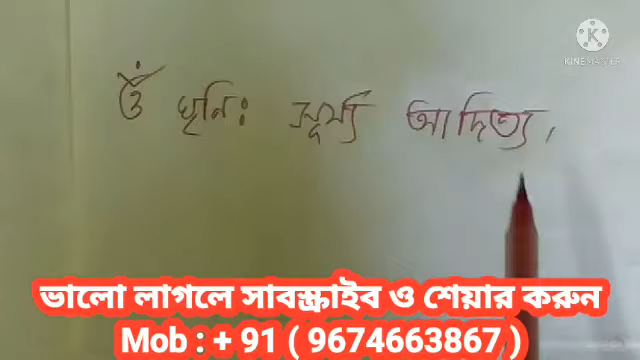 KINEMASTER
ওঁ ঘৃনিঃ সূর্য্য আদিত্য।
ভালো লাগলে সাবস্ক্রাইব ও শেয়ার করুন
Mob : + 91 ( 9674663867 )